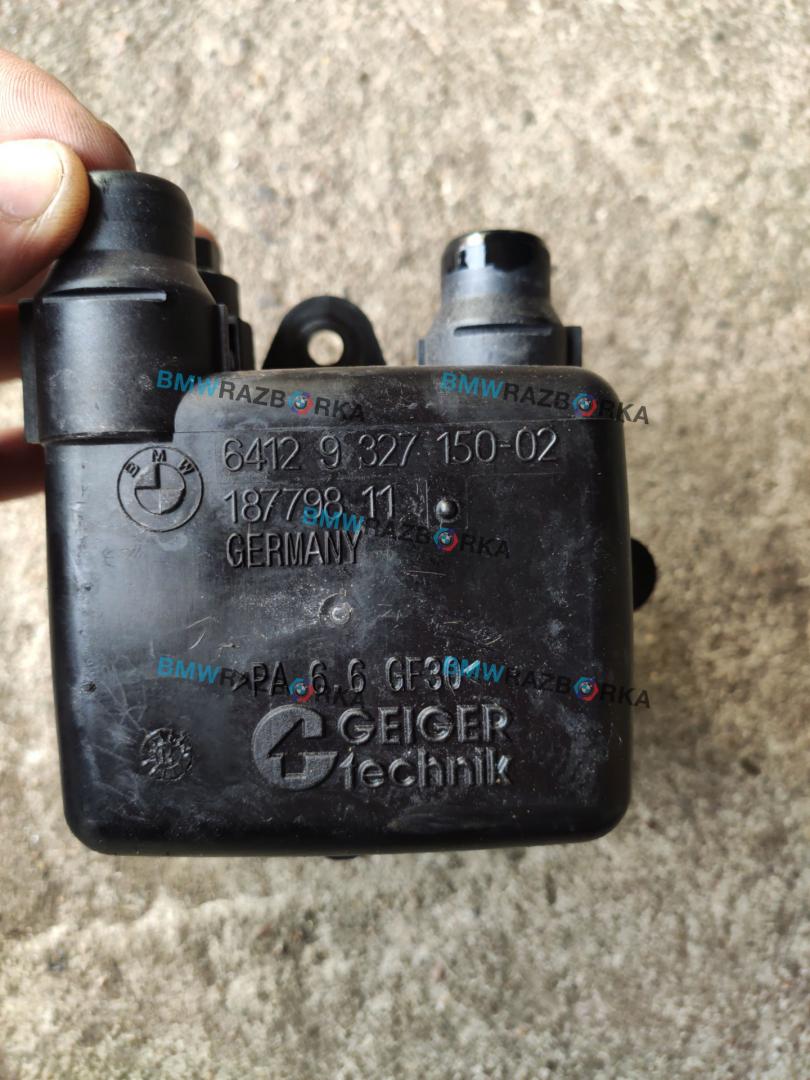 BMWRAZBORKA
BMWRAZBORKA
BMW
6412 9 327 150-02
187798 11
BMWRAZBORKA
GERMANY
>PA 6.6 GF30<
BMWRAZBORKA
BMWRAZBORKA
GEIGER
technik